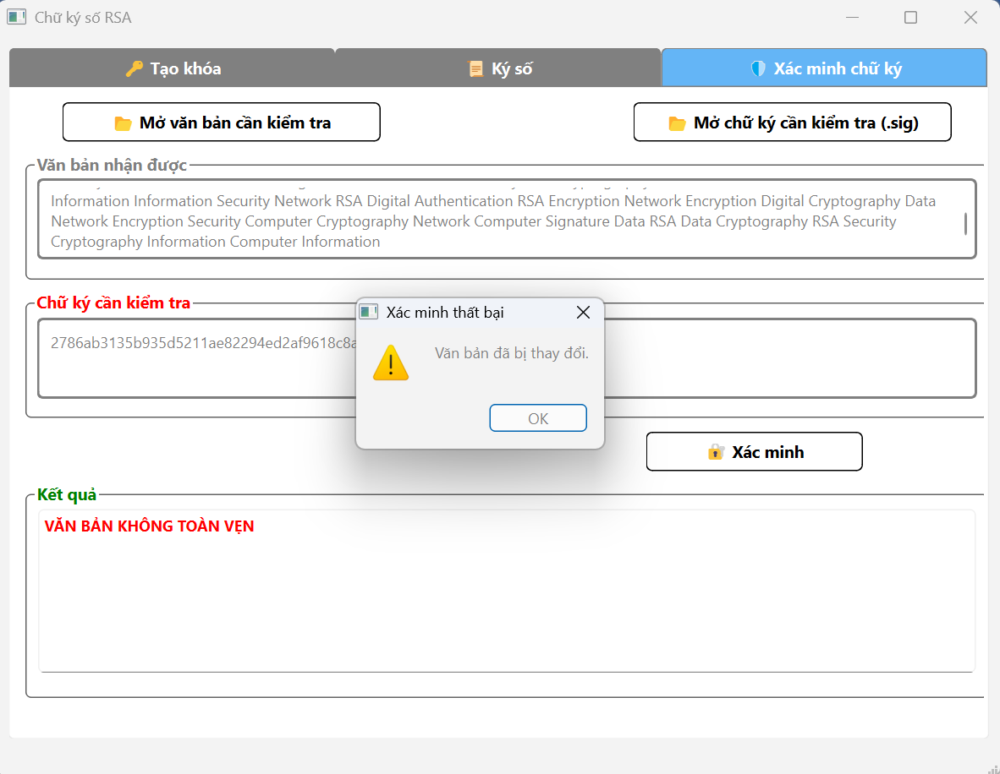 Chữ ký số RSA
Tạo khóa
Ký số
Xác minh chữ ký
Mở văn bản cần kiểm tra
Mở chữ ký cần kiểm tra (.sig)
Văn bản nhận được
Information Information Security Network RSA Digital Authentication RSA Encryption Network Encryption Digital Cryptography Data
Network Encryption Security Computer Cryptography Network Computer Signature Data RSA Data Cryptography RSA Security
Cryptography Information Computer Information
Chữ ký cần kiểm tra
2786ab3135b935d5211ae82294ed2af9618c8a
Xác minh thất bại
Văn bản đã bị thay đổi.
OK
Xác minh
Kết quả
VĂN BẢN KHÔNG TOÀN VẸN